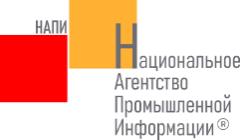 НАПИ
Национальное
Агентство
Промышленной
Информации®